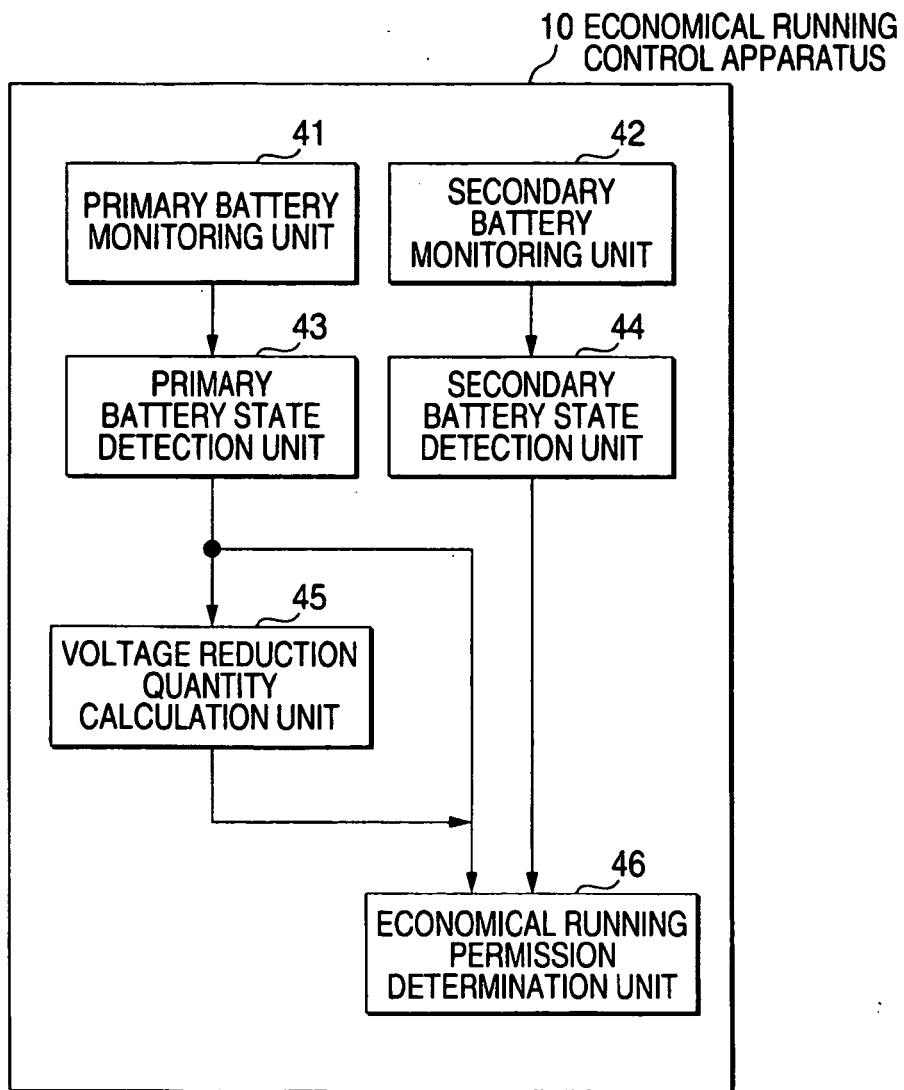 10 ECONOMICAL RUNNING
CONTROL APPARATUS
41
PRIMARY BATTERY
MONITORING UNIT
42
SECONDARY
BATTERY
MONITORING UNIT
43
PRIMARY
BATTERY STATE
DETECTION UNIT
44
SECONDARY
BATTERY STATE
DETECTION UNIT
45
VOLTAGE REDUCTION
QUANTITY
CALCULATION UNIT
46
ECONOMICAL RUNNING
PERMISSION
DETERMINATION UNIT